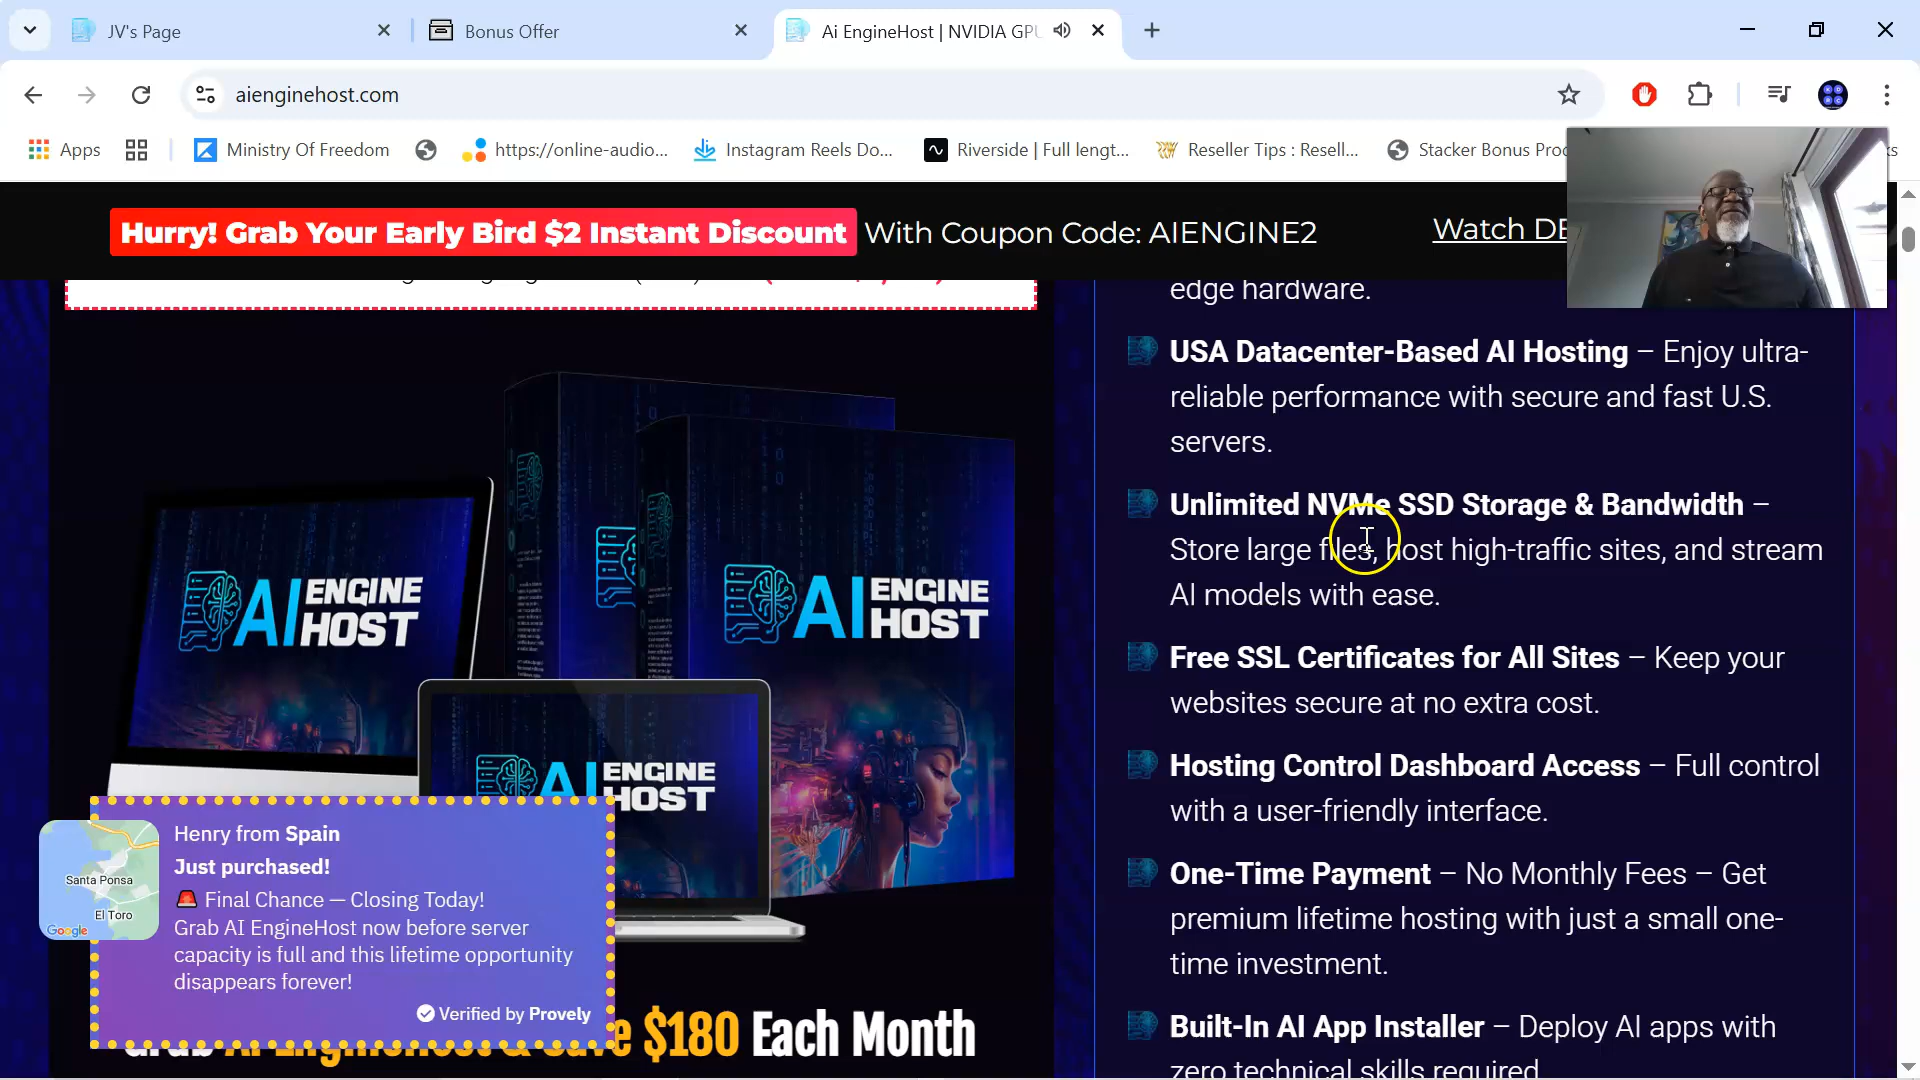 JV's Page
Bonus Offer
Ai EngineHost | NVIDIA GPU
aienginehost.com
Apps
Ministry Of Freedom
https://online-audio...
Instagram Reels Do...
Riverside | Full lengt...
Reseller Tips : Resell...
Stacker Bonus Pro
ks
Hurry! Grab Your Early Bird $2 Instant Discount With Coupon Code: AIENGINE2
Watch DE
edge hardware.
USA Datacenter-Based AI Hosting – Enjoy ultra-
reliable performance with secure and fast U.S.
servers.
Unlimited NVMe SSD Storage & Bandwidth –
Store large files, host high-traffic sites, and stream
AI models with ease.
Free SSL Certificates for All Sites – Keep your
websites secure at no extra cost.
Hosting Control Dashboard Access – Full control
with a user-friendly interface.
One-Time Payment – No Monthly Fees – Get
premium lifetime hosting with just a small one-
time investment.
Built-In AI App Installer – Deploy AI apps with
zero technical skills required
AI ENGINE HOST
AI ENGINE HOST
AI ENGINE HOST
Henry from Spain
Just purchased!
🚨 Final Chance — Closing Today!
Grab AI EngineHost now before server
capacity is full and this lifetime opportunity
disappears forever!
Verified by Provely
Santa Ponsa
El Toro
Google
Grab Ai EngineHost & Save $180 Each Month